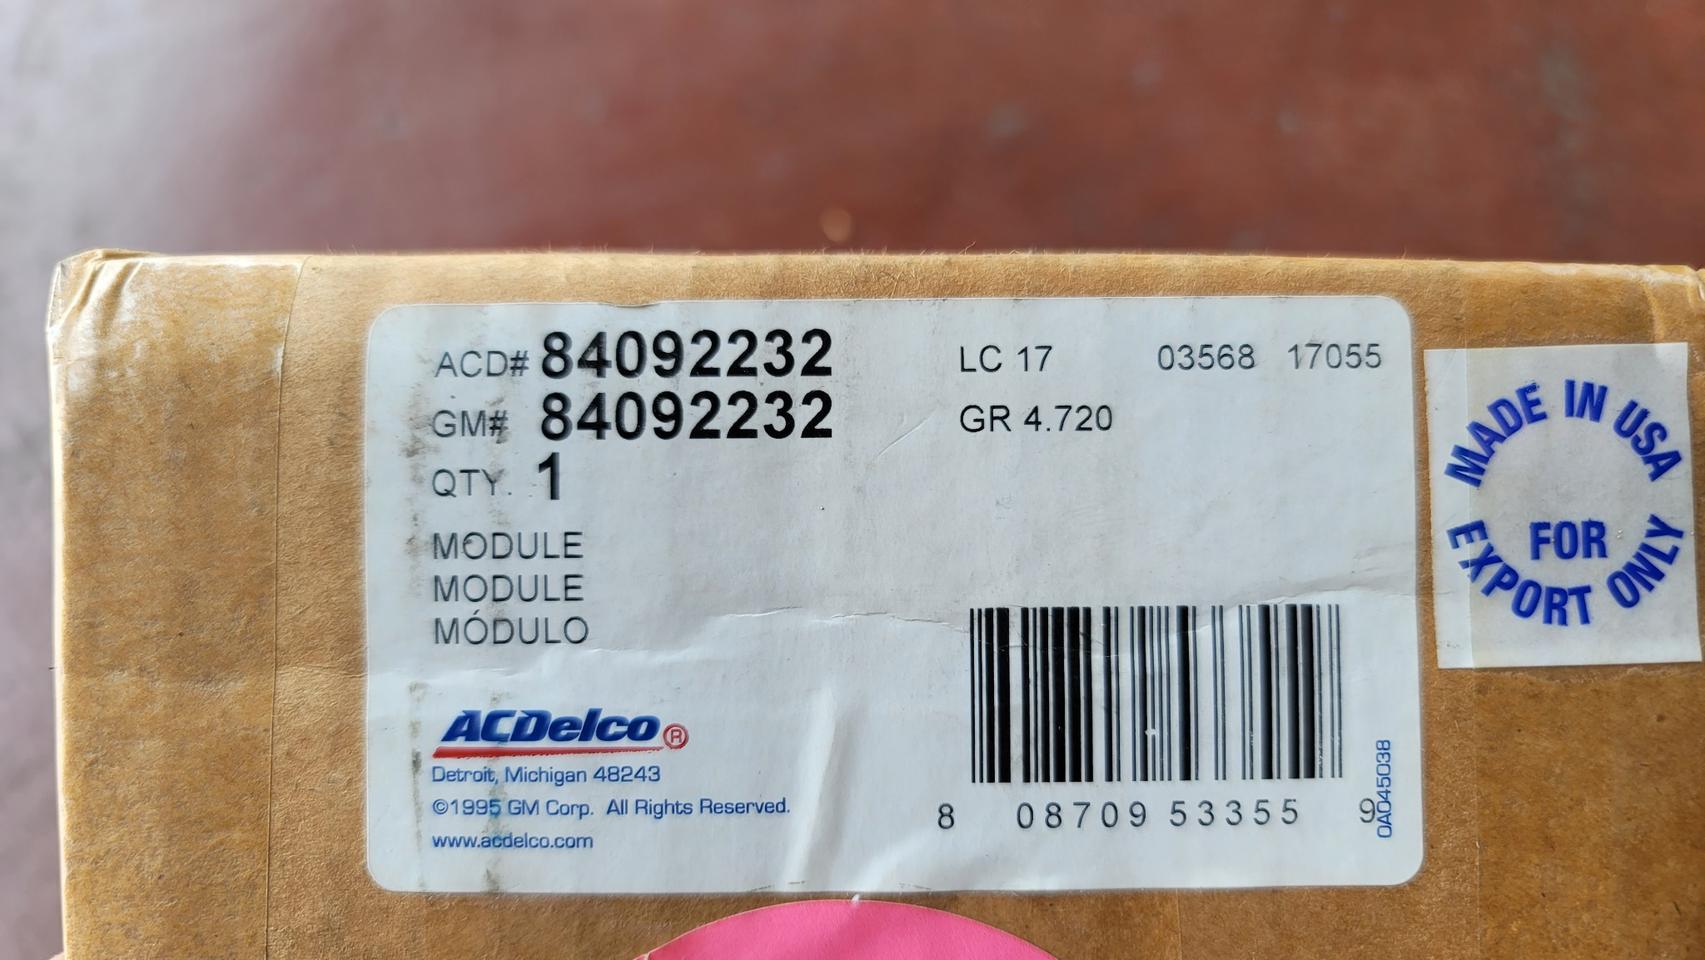 ACD# 84092232 LC 17 03568 17055
GM# 84092232 GR 4.720
QTY. 1
MODULE
MODULE
MÓDULO
ACDelco®
Detroit, Michigan 48243
©1995 GM Corp. All Rights Reserved.
www.acdelco.com
8 08709 53355 9
0A045038
MADE IN USA
FOR
EXPORT ONLY